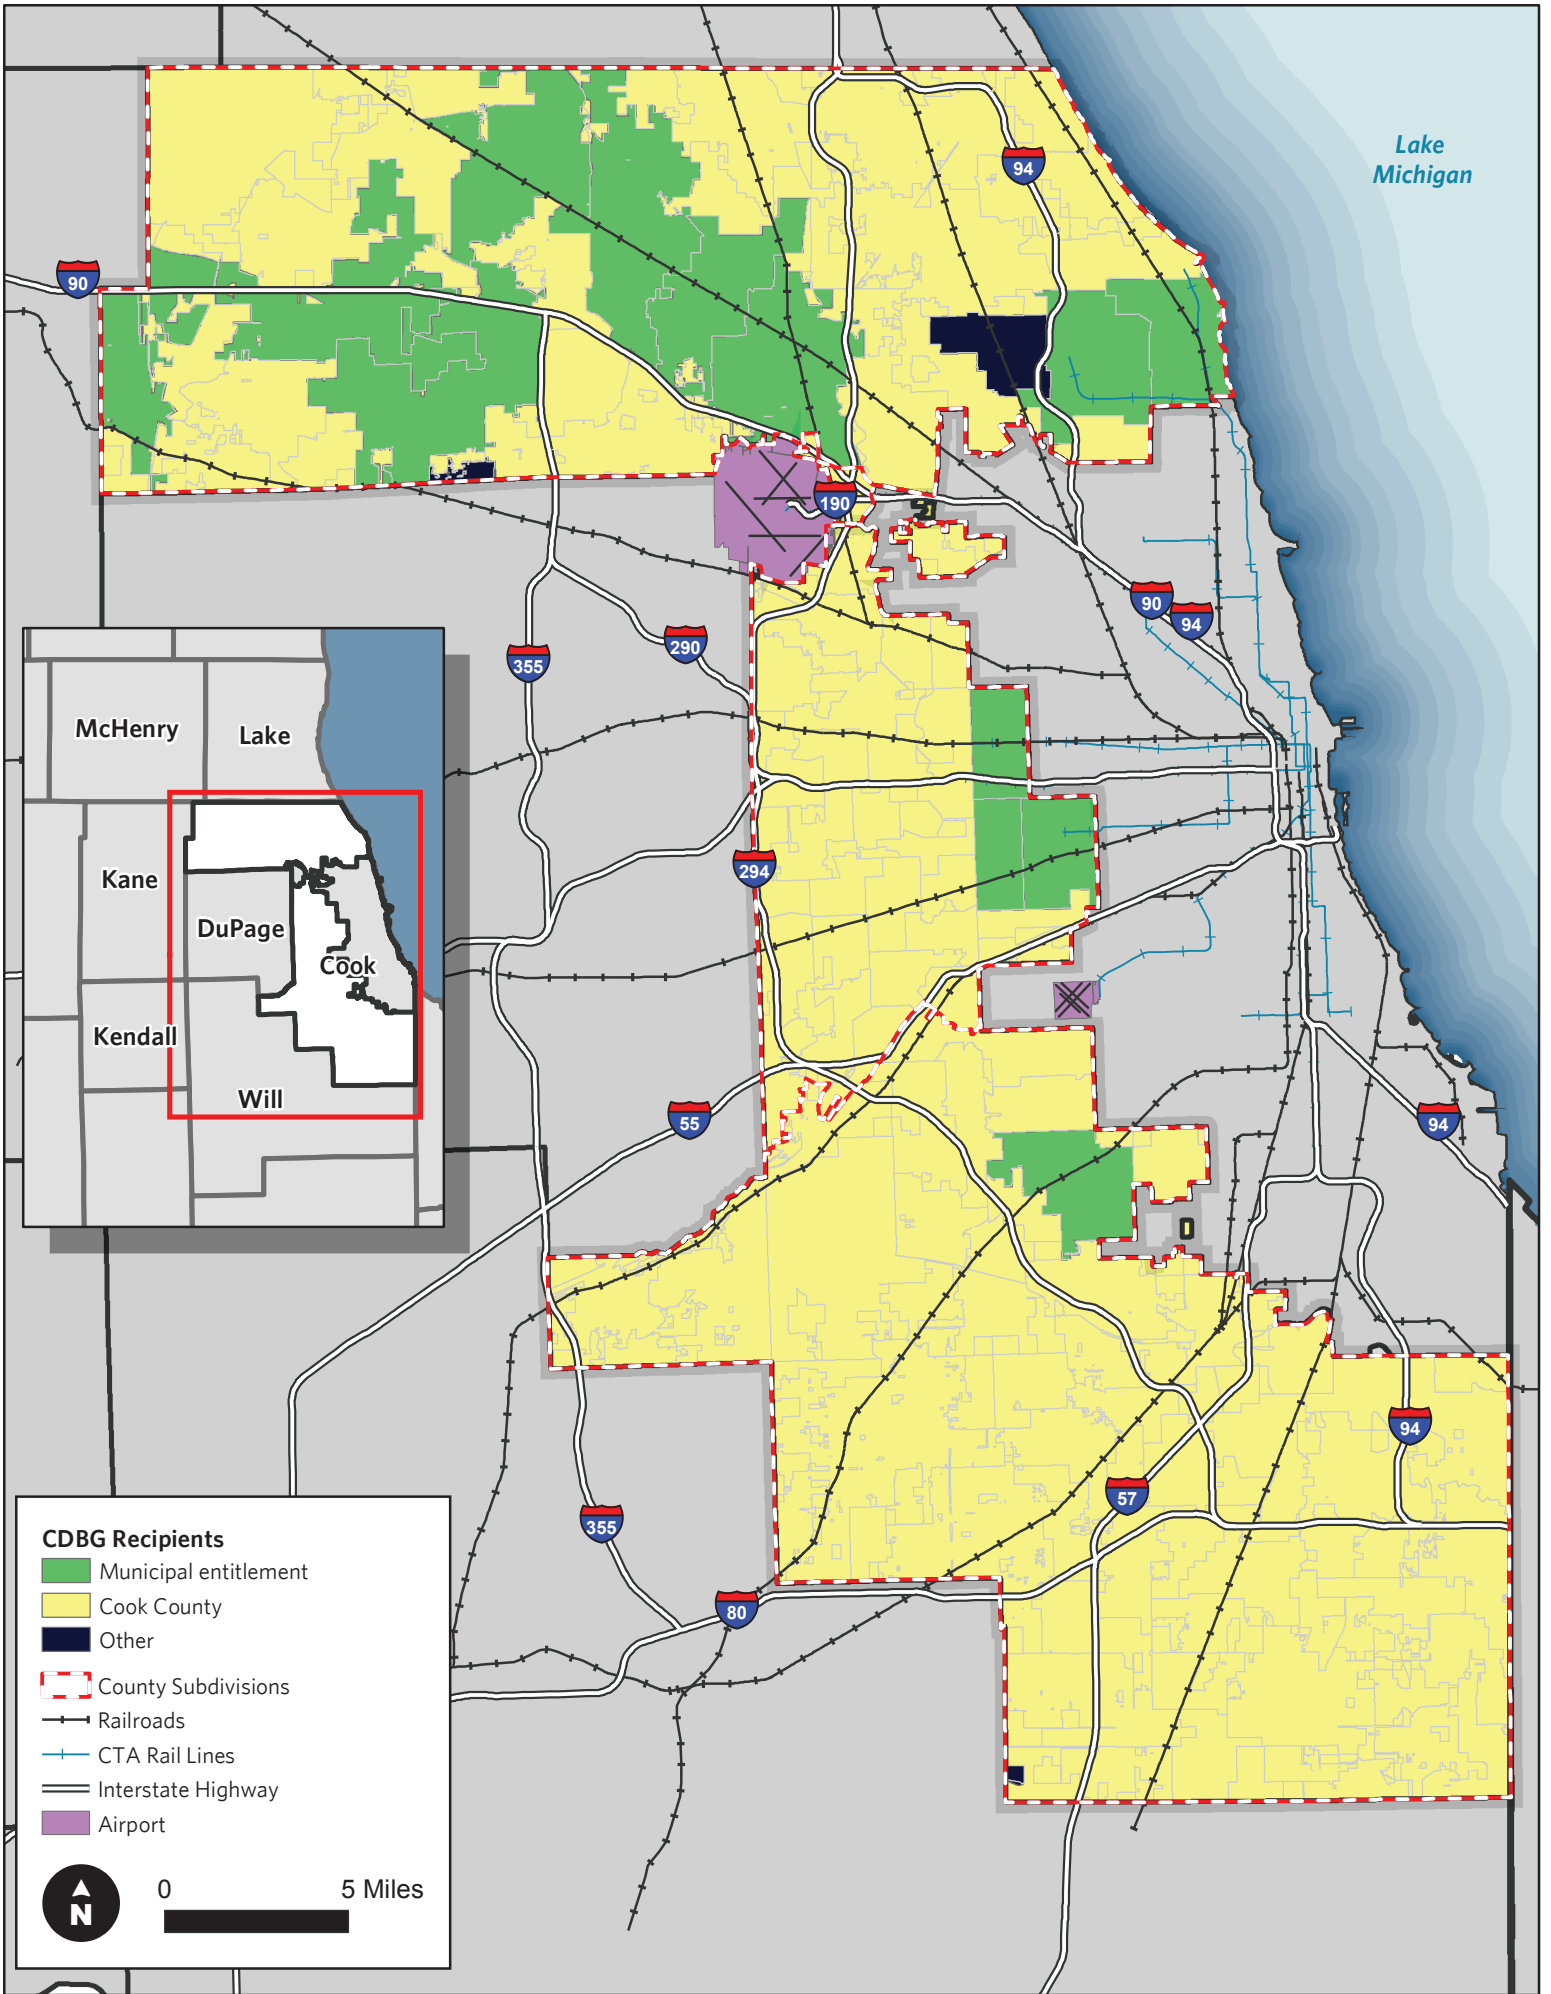 Lake
Michigan
94
90
190
90
94
290
355
McHenry
Lake
Kane
294
DuPage
Cook
Kendall
Will
55
94
94
57
355
80
CDBG Recipients
Municipal entitlement
Cook County
Other
County Subdivisions
Railroads
CTA Rail Lines
Interstate Highway
Airport
N
0 5 Miles